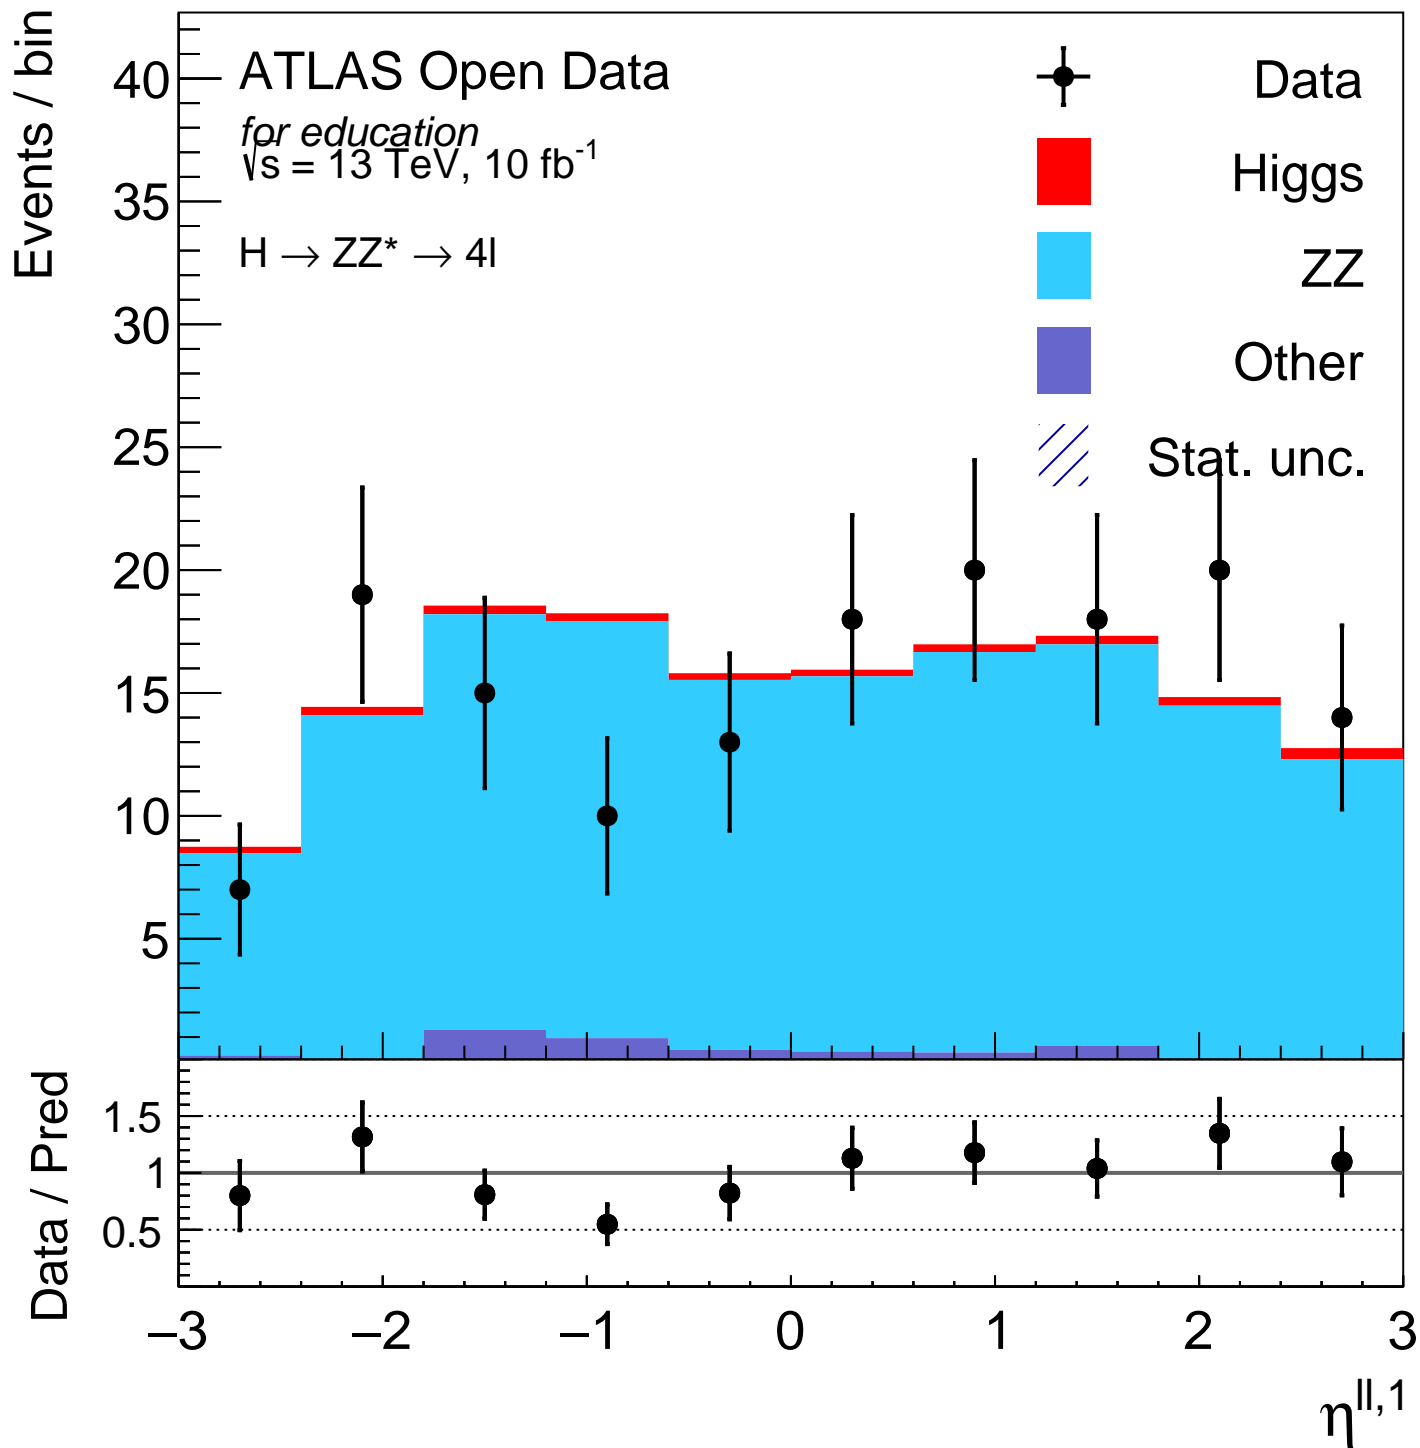 Events / bin
40
35
30
25
20
15
10
5
ATLAS Open Data
for education
√s = 13 TeV, 10 fb⁻¹
H → ZZ* → 4l
Data
Higgs
ZZ
Other
Stat. unc.
Data / Pred
1.5
1
0.5
−3 −2 −1 0 1 2 3
η^ll,1